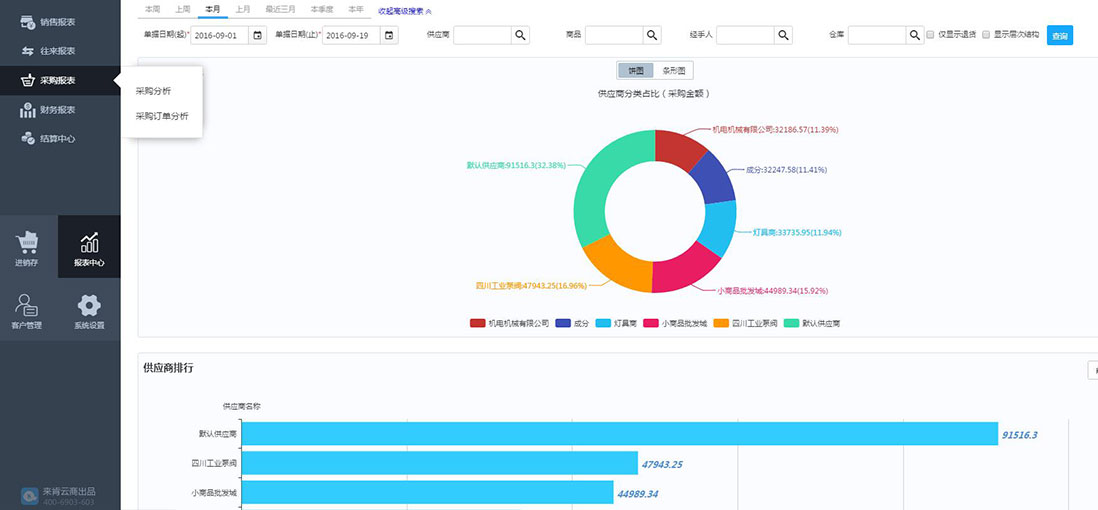 本周 上周 本月 上月 最近三月 本季度 本年 收起高级搜索
单据日期(起)* 2016-09-01 单据日期(止)* 2016-09-19 供应商 商品 经手人 仓库 仅显示退货 显示层次结构 查询
销售报表
往来报表
采购报表
财务报表
结算中心
采购分析
采购订单分析
进销存
报表中心
客户管理
系统设置
来肯云商出品
400-6903-603
饼图 条形图
供应商分类占比（采购金额）
机电机械有限公司:32186.57(11.39%)
默认供应商:91516.3(32.38%)
成分:32247.58(11.41%)
灯具商:33735.95(11.94%)
四川工业泵阀:47943.25(16.96%)
小商品批发城:44989.34(15.92%)
机电机械有限公司 成分 灯具商 小商品批发城 四川工业泵阀 默认供应商
供应商排行
供应商名称
默认供应商 91516.3
四川工业泵阀 47943.25
小商品批发城 44989.34